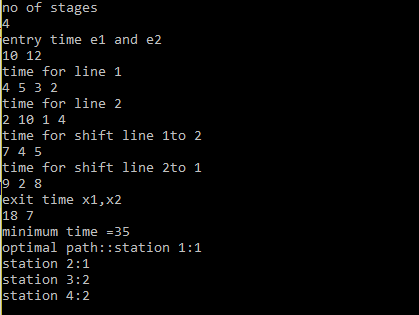 no of stages
4
entry time e1 and e2
10 12
time for line 1
4 5 3 2
time for line 2
2 10 1 4
time for shift line 1to 2
7 4 5
time for shift line 2to 1
9 2 8
exit time x1,x2
18 7
minimum time =35
optimal path::station 1:1
station 2:1
station 3:2
station 4:2